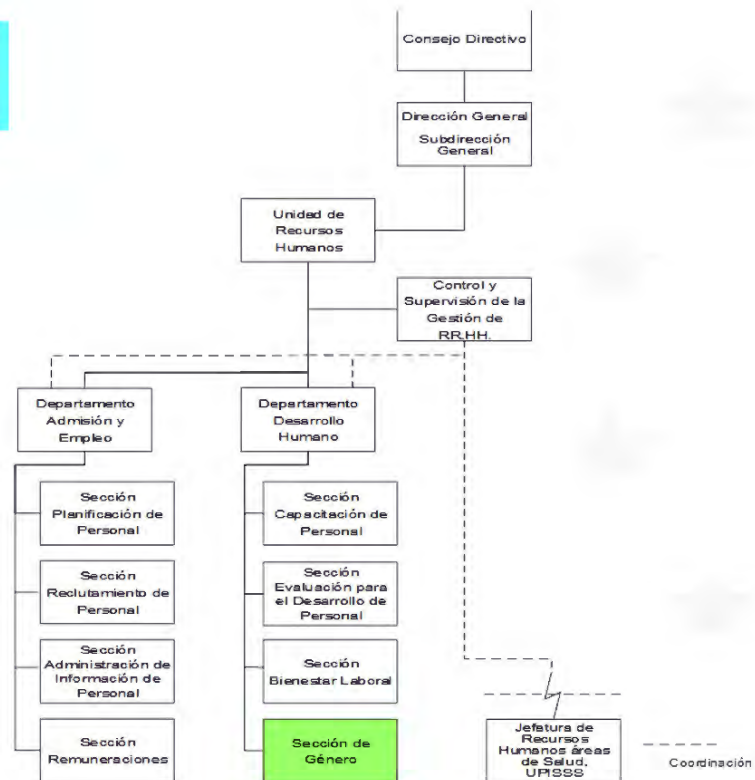 Consejo Directivo
Dirección General
Subdirección
General
Unidad de
Recursos
Humanos
Control y
Supervisión de la
Gestión de
RR.HH.
Departamento
Admisión y
Empleo
Departamento
Desarrollo
Humano
Sección
Planificación de
Personal
Sección
Capacitación de
Personal
Sección
Reclutamiento de
Personal
Sección
Evaluación para
el Desarrollo de
Personal
Sección
Administración de
Información de
Personal
Sección
Bienestar Laboral
Sección
Remuneraciones
Sección de
Género
Jefatura de
Recursos
Humanos áreas
de Salud,
UPISSS
Coordinación